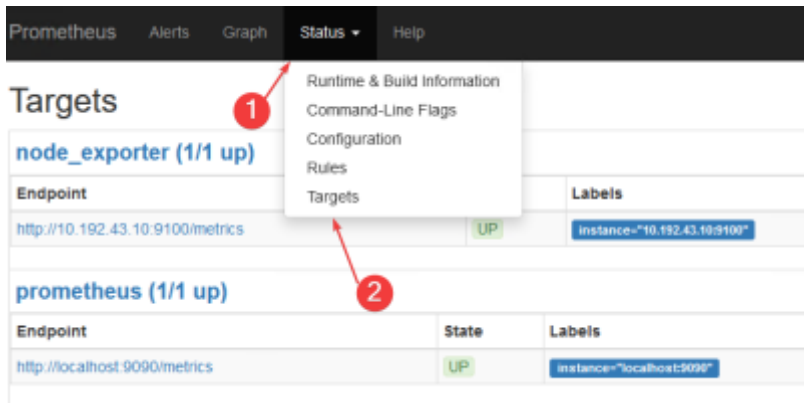 Prometheus Alerts Graph Status Help
Runtime & Build Information
Targets
1
Command-Line Flags
Configuration
node_exporter (1/1 up)
Rules
Endpoint
Targets
Labels
http://10.192.43.10:9100/metrics UP instance="10.192.43.10:9100"
2
prometheus (1/1 up)
Endpoint State Labels
http://localhost:9090/metrics UP instance="localhost:9090"